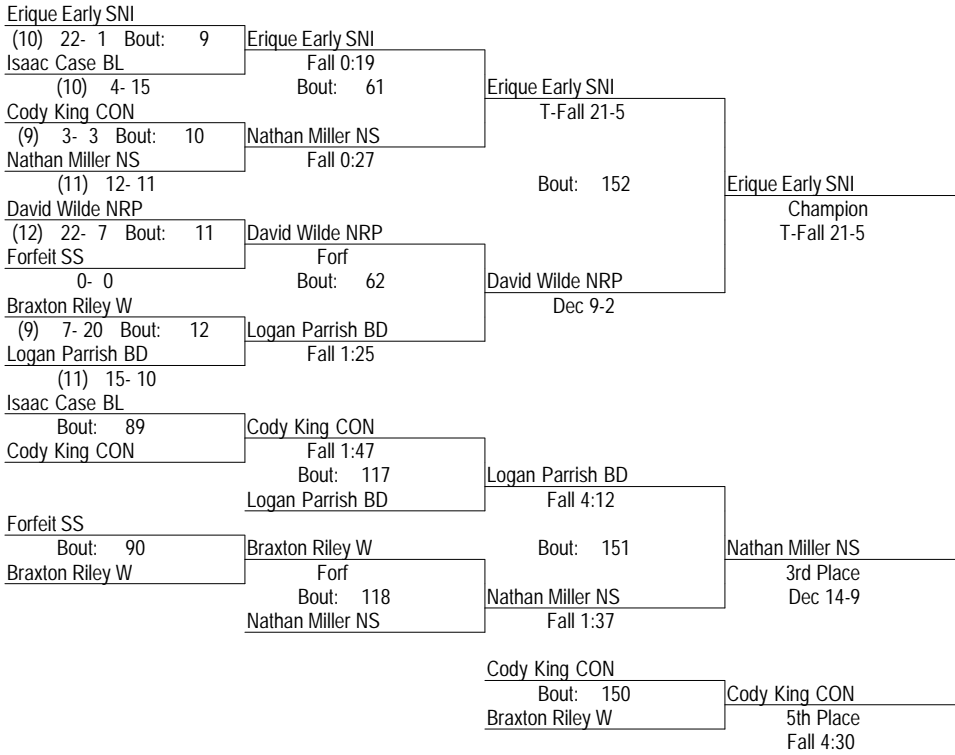 Erique Early SNI
(10) 22- 1 Bout: 9 Erique Early SNI
Isaac Case BL Fall 0:19
(10) 4- 15 Bout: 61 Erique Early SNI
Cody King CON T-Fall 21-5
(9) 3- 3 Bout: 10 Nathan Miller NS
Nathan Miller NS Fall 0:27
(11) 12- 11 Bout: 152 Erique Early SNI
David Wilde NRP Champion
(12) 22- 7 Bout: 11 David Wilde NRP T-Fall 21-5
Forfeit SS Forf
0- 0 Bout: 62 David Wilde NRP
Braxton Riley W Dec 9-2
(9) 7- 20 Bout: 12 Logan Parrish BD
Logan Parrish BD Fall 1:25
(11) 15- 10
Isaac Case BL
Bout: 89 Cody King CON
Cody King CON Fall 1:47
Bout: 117 Logan Parrish BD
Logan Parrish BD Fall 4:12
Forfeit SS
Bout: 90 Braxton Riley W Bout: 151 Nathan Miller NS
Braxton Riley W Forf 3rd Place
Bout: 118 Nathan Miller NS Dec 14-9
Nathan Miller NS Fall 1:37
Cody King CON
Bout: 150 Cody King CON
Braxton Riley W 5th Place
Fall 4:30